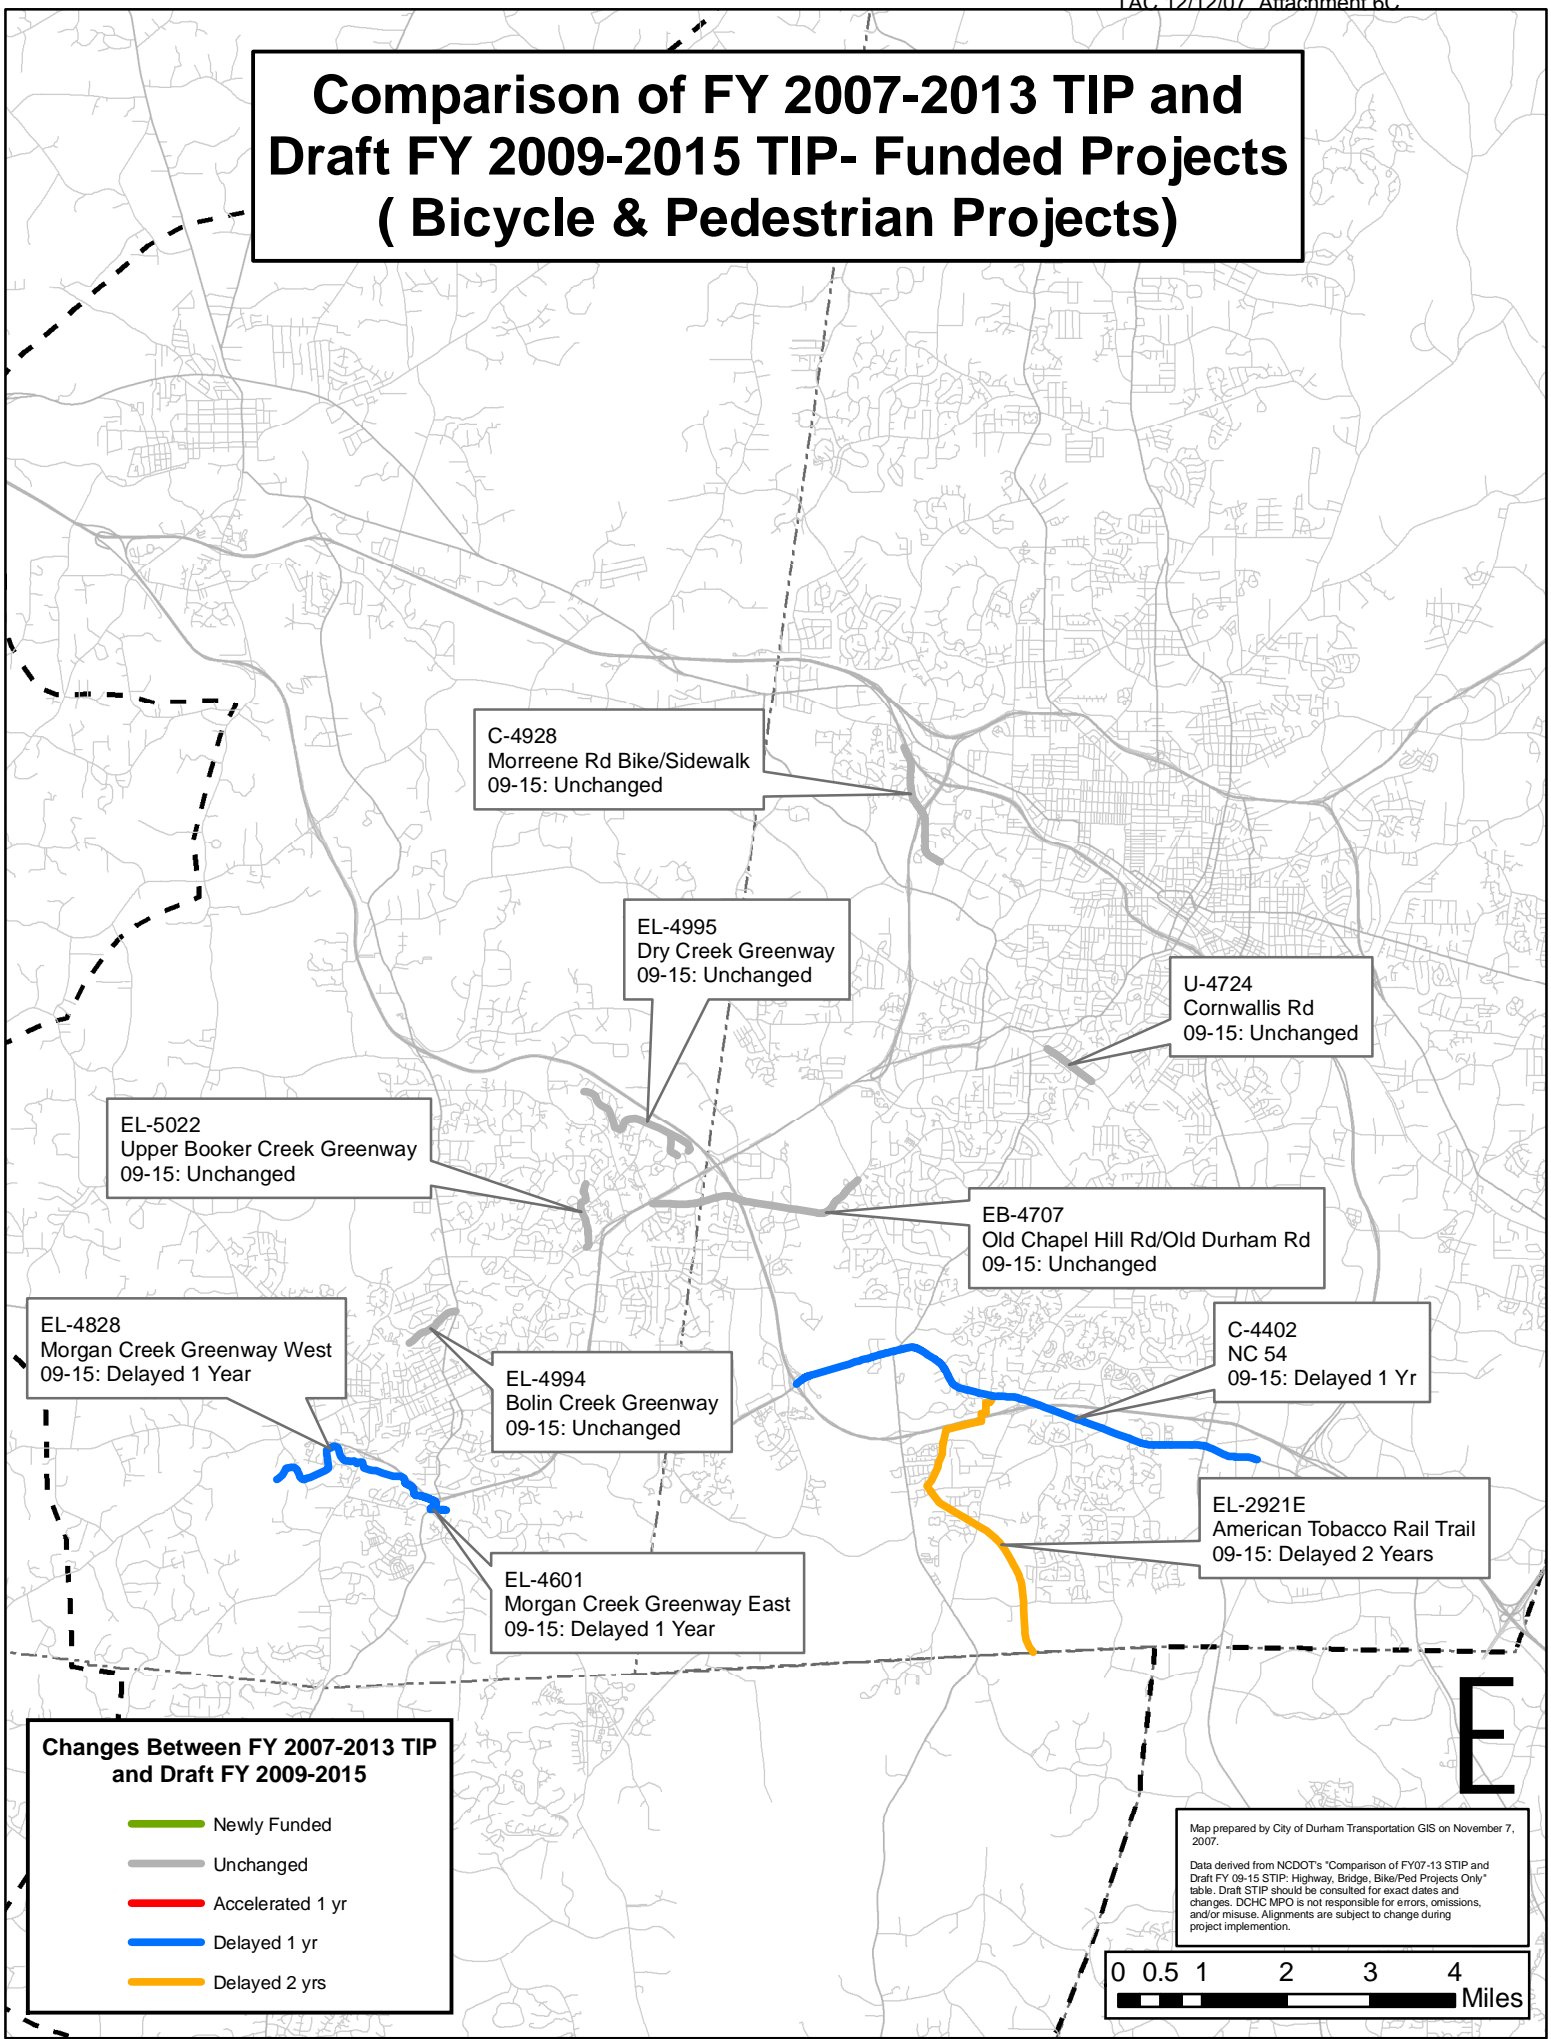 TAC 12/12/07 Attachment 6C
Comparison of FY 2007-2013 TIP and
Draft FY 2009-2015 TIP- Funded Projects
( Bicycle & Pedestrian Projects)
C-4928
Morreene Rd Bike/Sidewalk
09-15: Unchanged
EL-4995
Dry Creek Greenway
09-15: Unchanged
U-4724
Cornwallis Rd
09-15: Unchanged
EL-5022
Upper Booker Creek Greenway
09-15: Unchanged
EB-4707
Old Chapel Hill Rd/Old Durham Rd
09-15: Unchanged
EL-4828
Morgan Creek Greenway West
09-15: Delayed 1 Year
C-4402
NC 54
09-15: Delayed 1 Yr
EL-4994
Bolin Creek Greenway
09-15: Unchanged
EL-2921E
American Tobacco Rail Trail
09-15: Delayed 2 Years
EL-4601
Morgan Creek Greenway East
09-15: Delayed 1 Year
E
Changes Between FY 2007-2013 TIP
and Draft FY 2009-2015
Newly Funded
Unchanged
Accelerated 1 yr
Delayed 1 yr
Delayed 2 yrs
Map prepared by City of Durham Transportation GIS on November 7,
2007.
Data derived from NCDOT's "Comparison of FY07-13 STIP and
Draft FY 09-15 STIP: Highway, Bridge, Bike/Ped Projects Only"
table. Draft STIP should be consulted for exact dates and
changes. DCHC MPO is not responsible for errors, omissions,
and/or misuse. Alignments are subject to change during
project implemention.
0 0.5 1 2 3 4
Miles